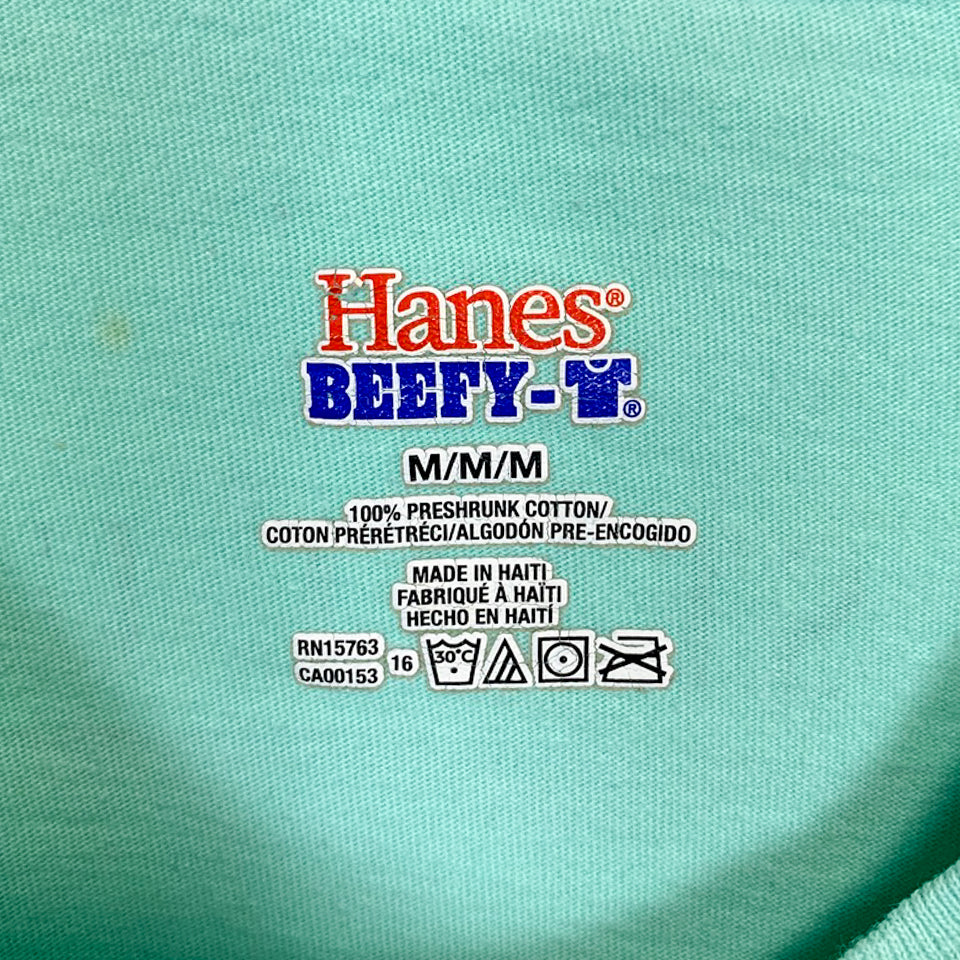 Hanes®
BEEFY-T®
M/M/M
100% PRESHRUNK COTTON/
COTON PRÉRÉTRÉCI/ALGODÓN PRE-ENCOGIDO
MADE IN HAITI
FABRIQUÉ À HAÏTI
HECHO EN HAITÍ
RN15763
CA00153
16
30°C